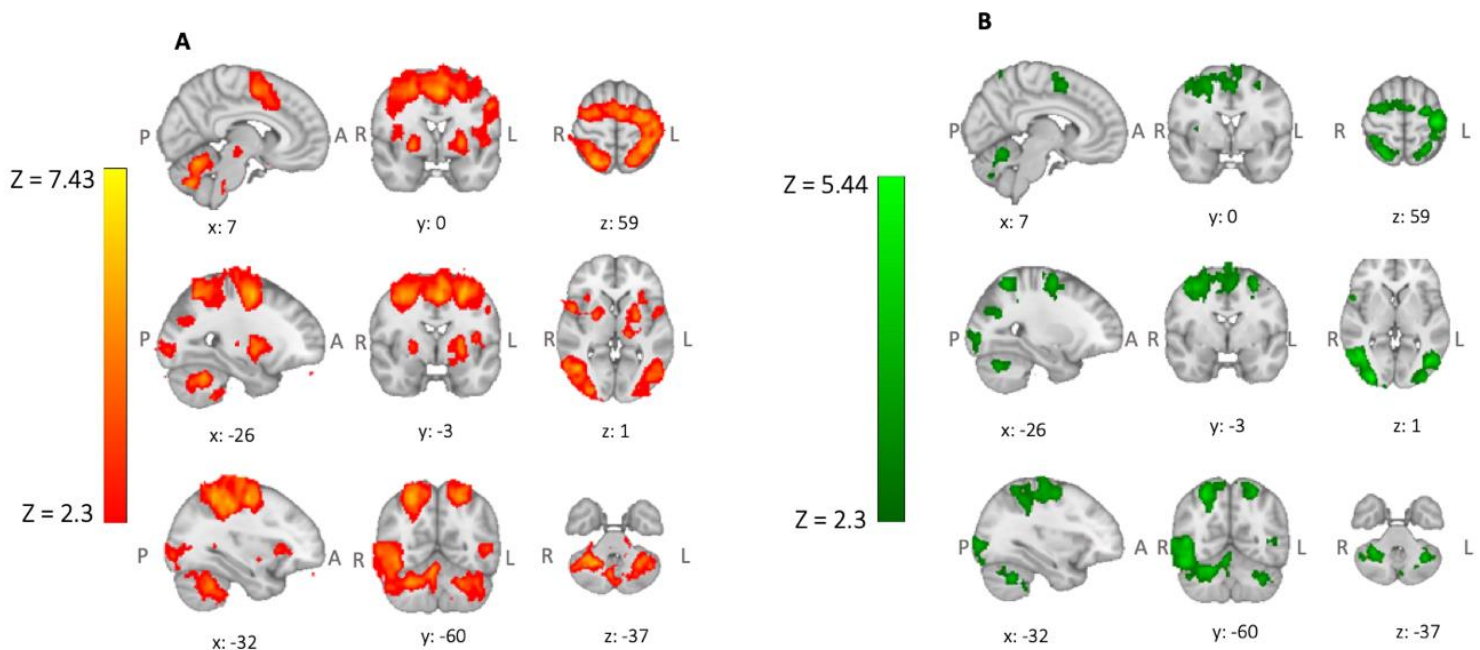 A
P A R L R L
Z = 7.43
x: 7 y: 0 z: 59
P A R L R L
x: -26 y: -3 z: 1
Z = 2.3
P A R L R L
x: -32 y: -60 z: -37
B
P A R L R L
Z = 5.44
x: 7 y: 0 z: 59
P A R L R L
x: -26 y: -3 z: 1
Z = 2.3
P A R L R L
x: -32 y: -60 z: -37